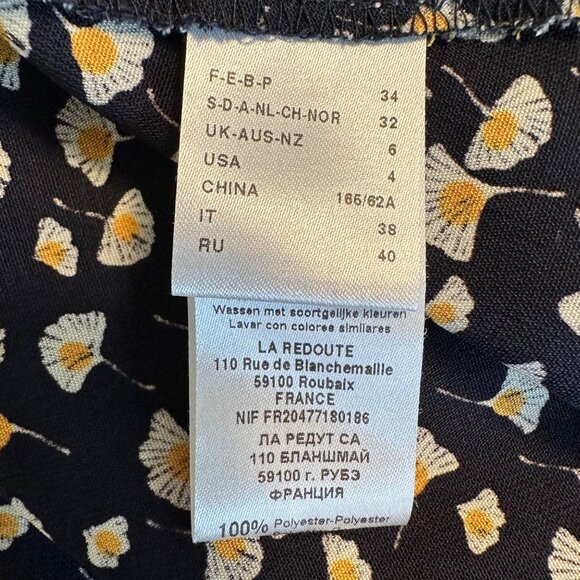 F-E-B-P 34
S-D-A-NL-CH-NOR 32
UK-AUS-NZ 6
USA 4
CHINA 165/62A
IT 38
RU 40
Wassen met soortgelijke kleuren
Lavar con colores similares
LA REDOUTE
110 Rue de Blanchemaille
59100 Roubaix
FRANCE
NIF FR20477180186
ЛА РЕДУТ СА
110 БЛАНШМАЙ
59100 г. РУБЭ
ФРАНЦИЯ
100% Polyester-Polyester